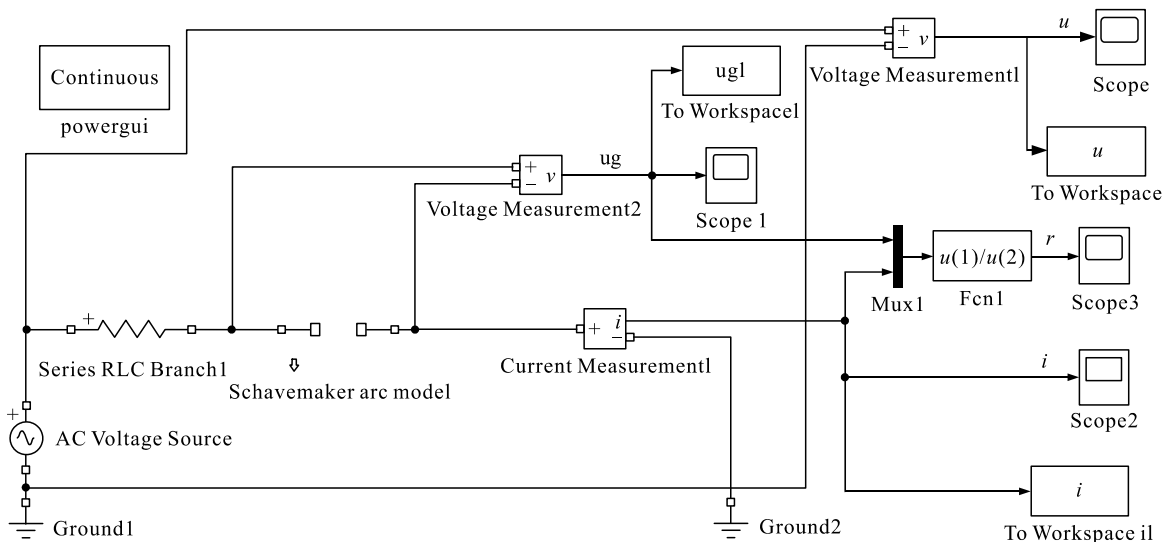 u
+
−
v
Voltage Measurement1
Scope
Continuous
powergui
ug1
To Workspace1
u
To Workspace
ug
+
−
v
Voltage Measurement2
Scope 1
Mux1
u(1)/u(2)
Fcn1
r
Scope3
+
Series RLC Branch1
Schavemaker arc model
+
i
−
Current Measurement1
i
Scope2
+
AC Voltage Source
i
To Workspace i1
Ground1
Ground2